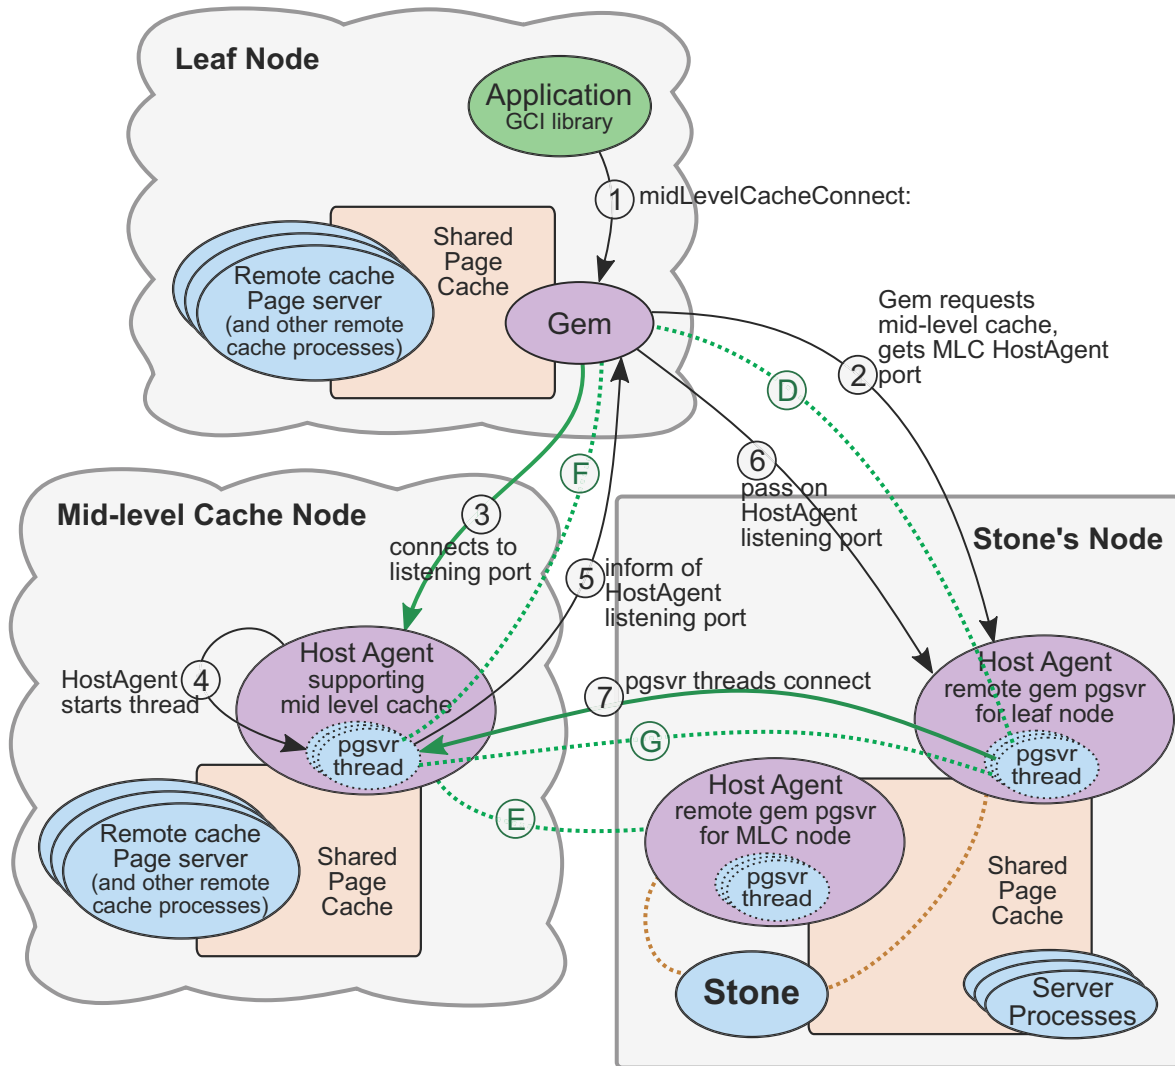 Leaf Node
Application
GCI library
1
midLevelCacheConnect:
Shared
Page
Cache
Remote cache
Page server
(and other remote
cache processes)
Gem
Gem requests
mid-level cache,
gets MLC HostAgent
port
2
D
6
pass on
HostAgent
listening port
F
Mid-level Cache Node
3
connects to
listening port
5
inform of
HostAgent
listening port
Stone's Node
Host Agent
supporting
mid level cache
pgsvr
thread
4
HostAgent
starts thread
7
pgsvr threads connect
Host Agent
remote gem pgsvr
for leaf node
pgsvr
thread
G
E
Host Agent
remote gem pgsvr
for MLC node
pgsvr
thread
Remote cache
Page server
(and other remote
cache processes)
Shared
Page
Cache
Shared
Page
Cache
Stone
Server
Processes